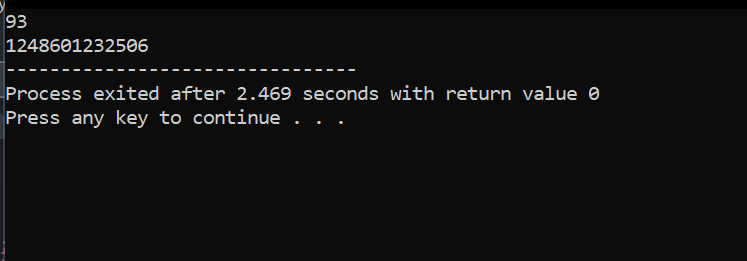 93
1248601232506
--------------------------------
Process exited after 2.469 seconds with return value 0
Press any key to continue . . .